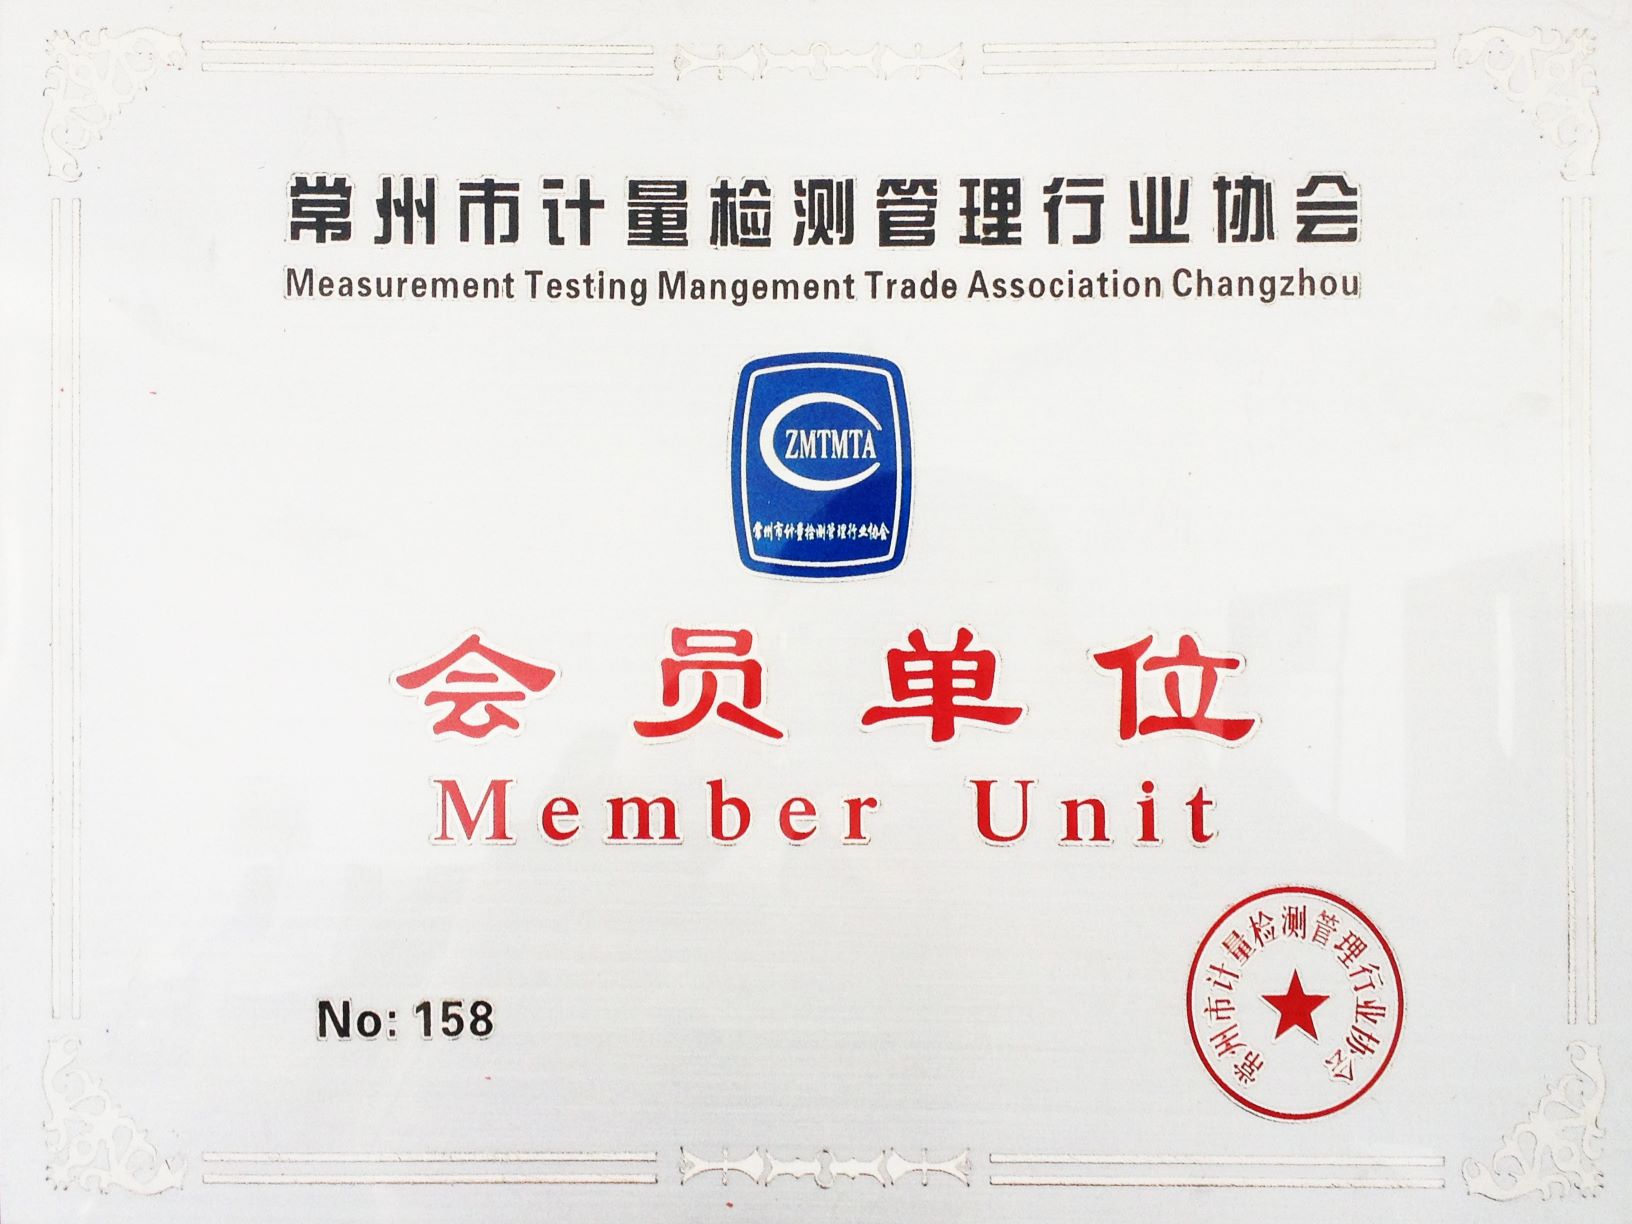 常州市计量检测管理行业协会
Measurement Testing Mangement Trade Association Changzhou
ZMTMTA
常州市计量检测管理行业协会
会员单位
Member Unit
No: 158
常州市计量检测管理行业协会